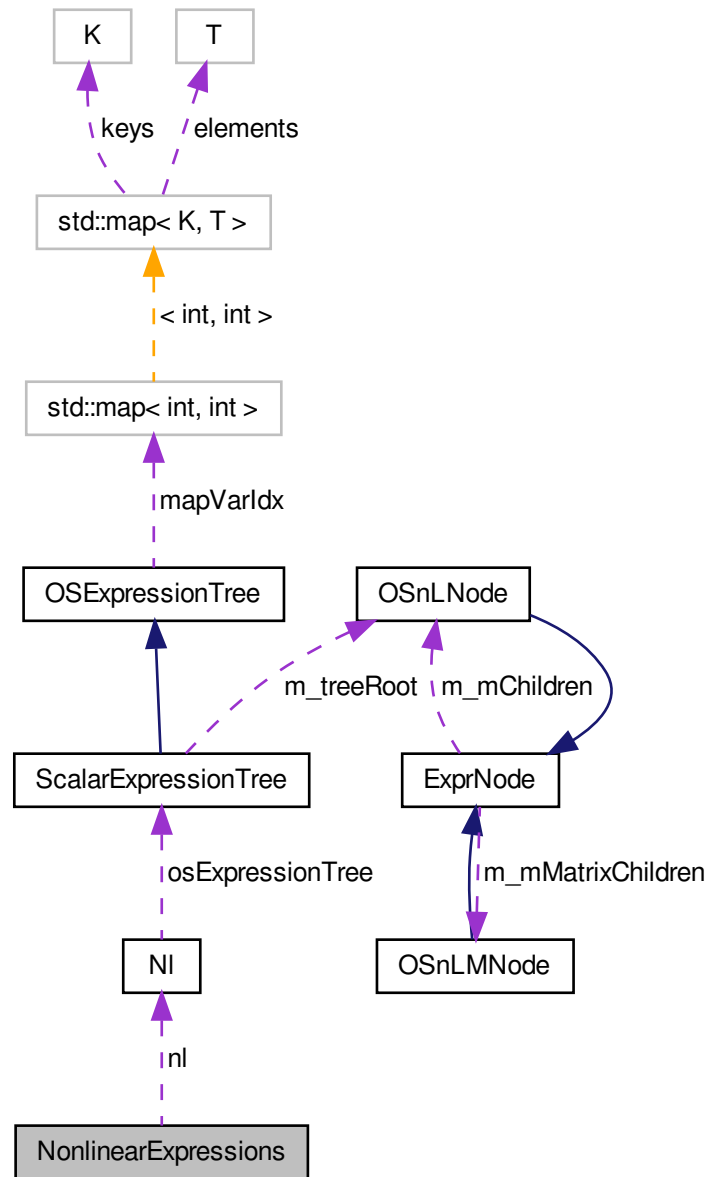 K
T
keys
elements
std::map< K, T >
< int, int >
std::map< int, int >
mapVarIdx
OSExpressionTree
OSnLNode
m_treeRoot
m_mChildren
ScalarExpressionTree
ExprNode
osExpressionTree
m_mMatrixChildren
Nl
OSnLMNode
nl
NonlinearExpressions